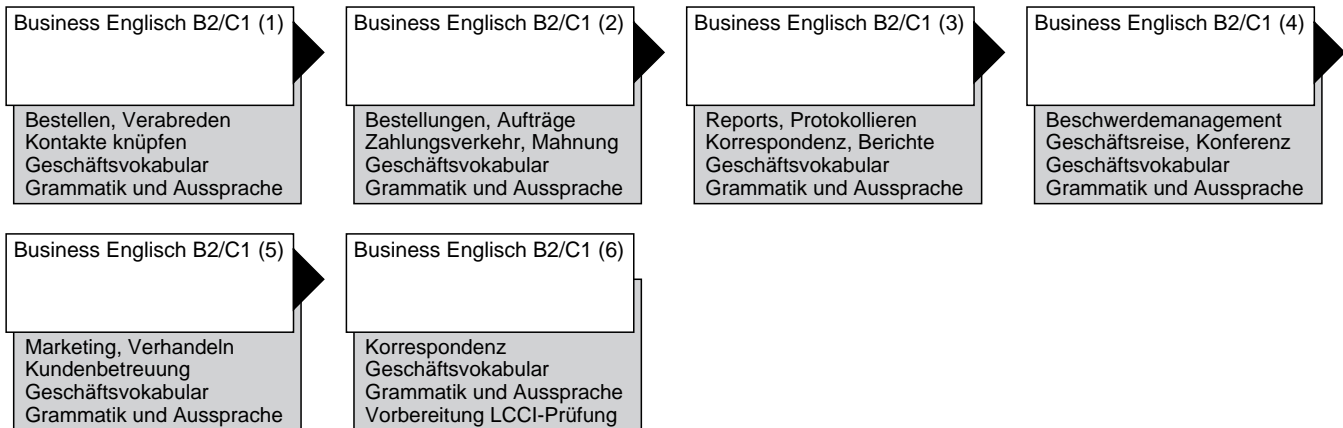 Business Englisch B2/C1 (1)
Bestellen, Verabreden
Kontakte knüpfen
Geschäftsvokabular
Grammatik und Aussprache
Business Englisch B2/C1 (2)
Bestellungen, Aufträge
Zahlungsverkehr, Mahnung
Geschäftsvokabular
Grammatik und Aussprache
Business Englisch B2/C1 (3)
Reports, Protokollieren
Korrespondenz, Berichte
Geschäftsvokabular
Grammatik und Aussprache
Business Englisch B2/C1 (4)
Beschwerdemanagement
Geschäftsreise, Konferenz
Geschäftsvokabular
Grammatik und Aussprache
Business Englisch B2/C1 (5)
Marketing, Verhandeln
Kundenbetreuung
Geschäftsvokabular
Grammatik und Aussprache
Business Englisch B2/C1 (6)
Korrespondenz
Geschäftsvokabular
Grammatik und Aussprache
Vorbereitung LCCI-Prüfung